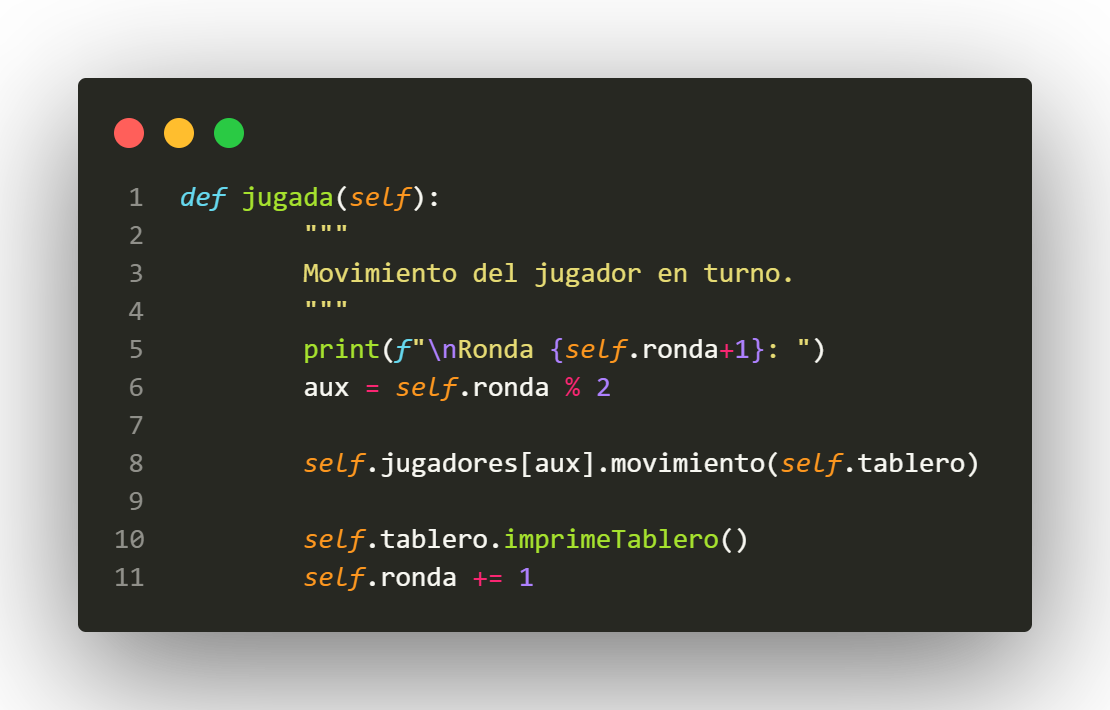 1 def jugada(self):
2         """
3         Movimiento del jugador en turno.
4         """
5         print(f"\nRonda {self.ronda+1}: ")
6         aux = self.ronda % 2
7
8         self.jugadores[aux].movimiento(self.tablero)
9
10         self.tablero.imprimeTablero()
11         self.ronda += 1